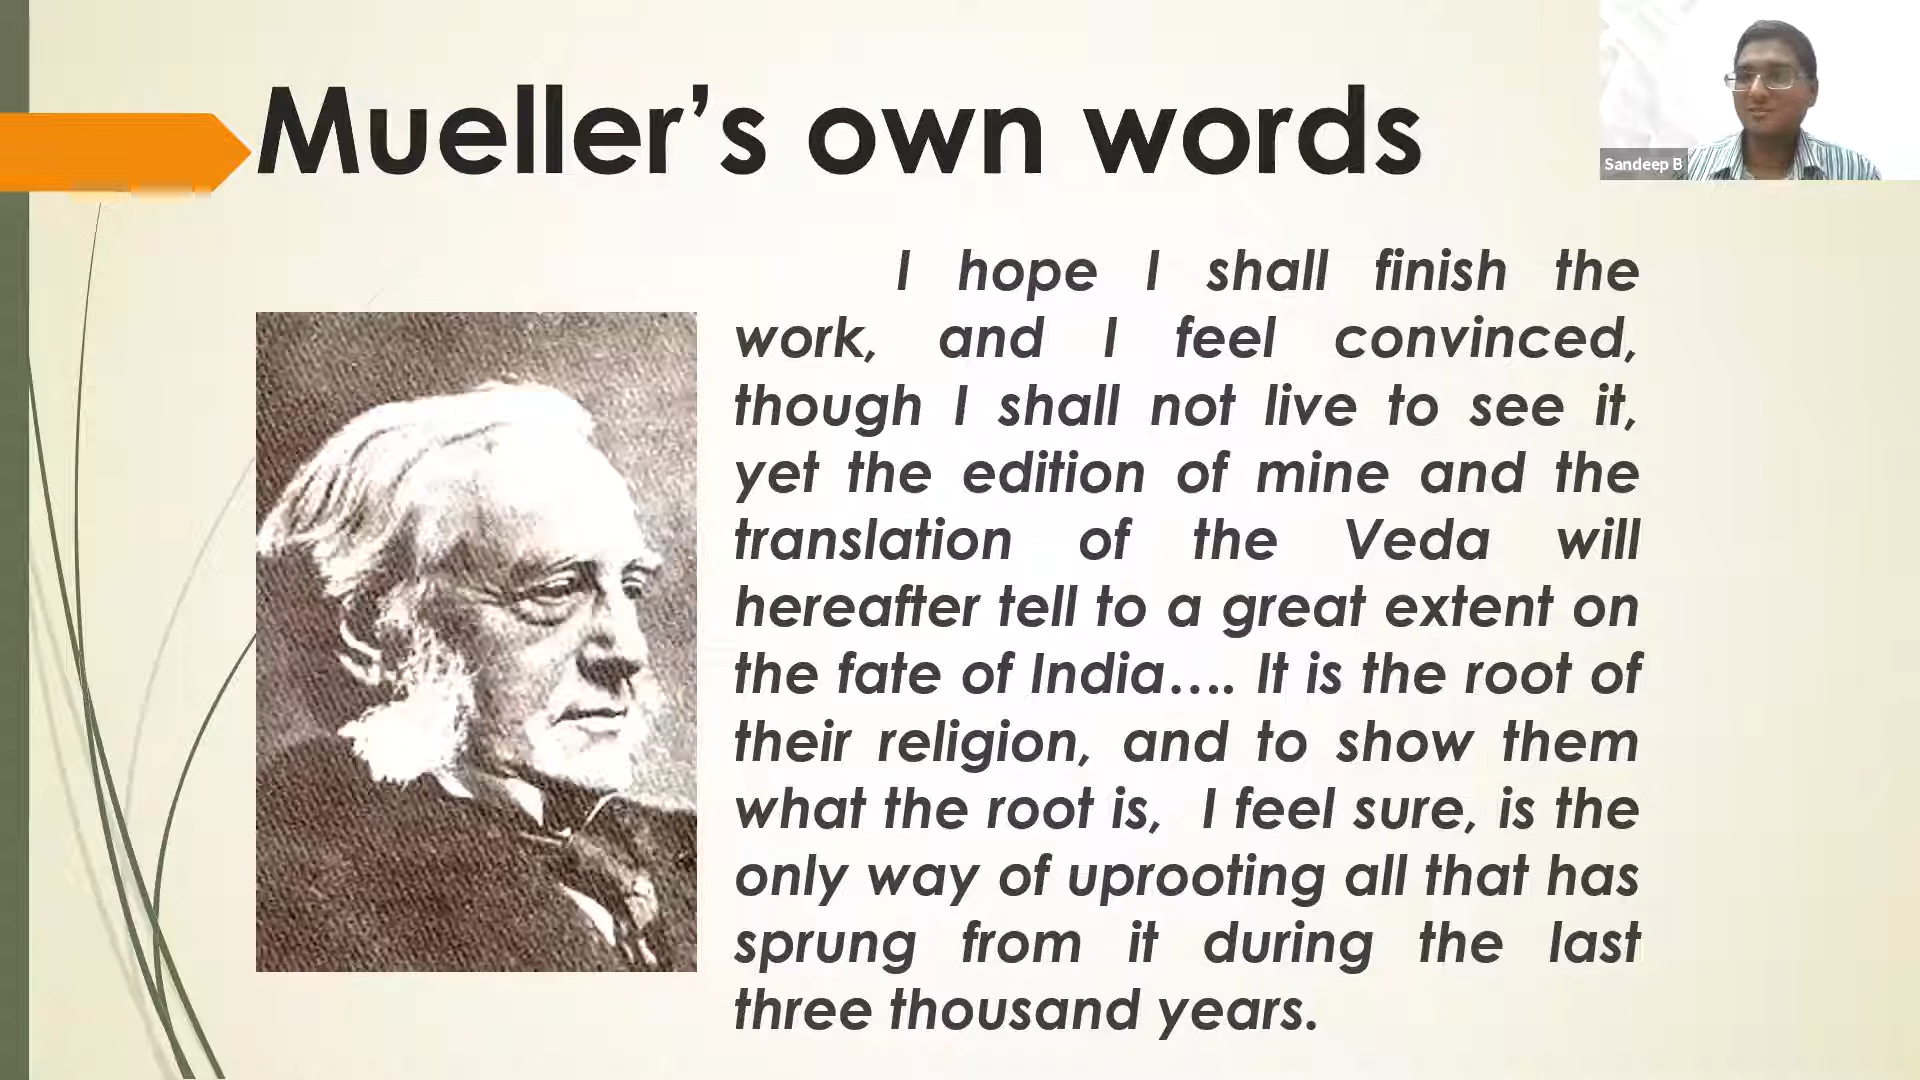 Mueller’s own words
Sandeep B
I hope I shall finish the
work, and I feel convinced,
though I shall not live to see it,
yet the edition of mine and the
translation of the Veda will
hereafter tell to a great extent on
the fate of India…. It is the root of
their religion, and to show them
what the root is, I feel sure, is the
only way of uprooting all that has
sprung from it during the last
three thousand years.